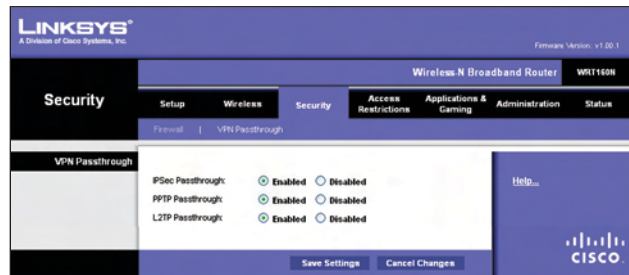 LINKSYS®
A Division of Cisco Systems, Inc.
Firmware Version: v1.00.1
Wireless-N Broadband Router WRT160N
Security
Setup Wireless Security Access Restrictions Applications & Gaming Administration Status
Firewall | VPN Passthrough
VPN Passthrough
IPSec Passthrough: Enabled Disabled
PPTP Passthrough: Enabled Disabled
L2TP Passthrough: Enabled Disabled
Help...
Save Settings Cancel Changes
CISCO.